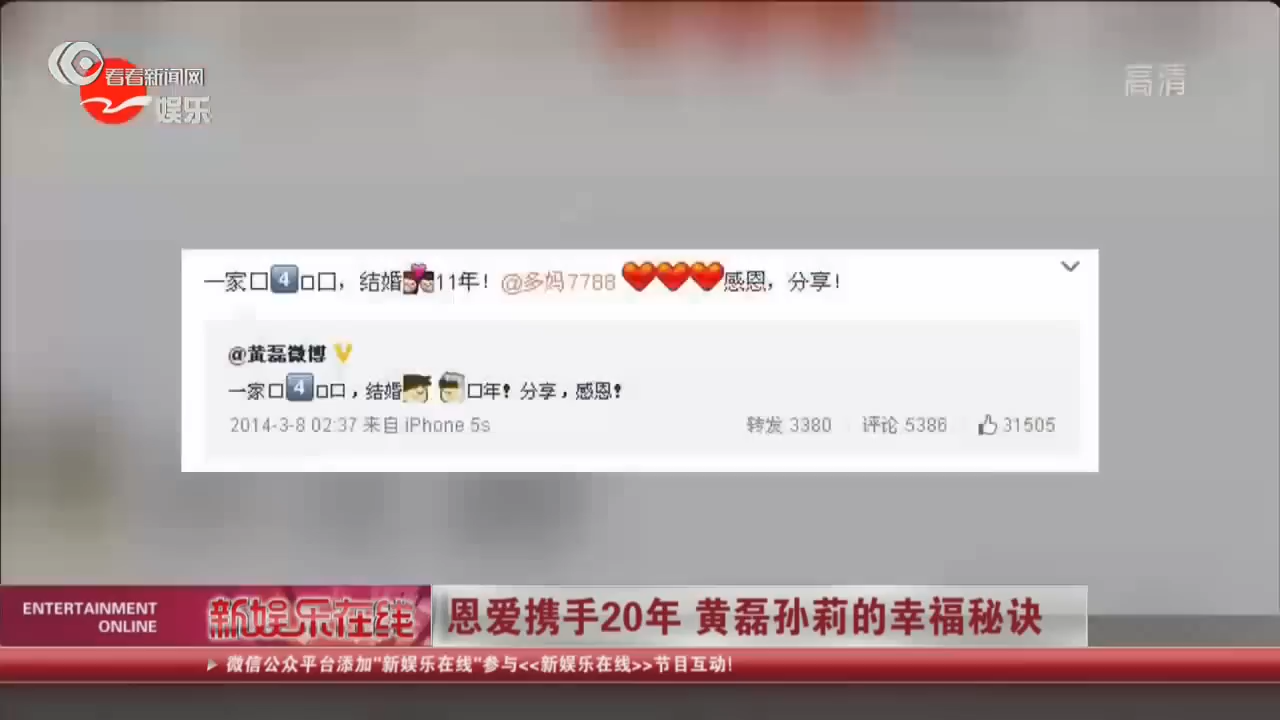 看看新闻网
娱乐
高清
一家口4️⃣口口，结婚💑11年！@多妈7788 ❤❤❤感恩，分享！
@黄磊微博 V
一家口4️⃣口口，结婚👦👴口年！分享，感恩！
2014-3-8 02:37 来自 iPhone 5s
转发 3380 评论 5386 31505
ENTERTAINMENT
ONLINE
新娱乐在线
恩爱携手20年 黄磊孙莉的幸福秘诀
微信公众平台添加"新娱乐在线"参与<<新娱乐在线>>节目互动!